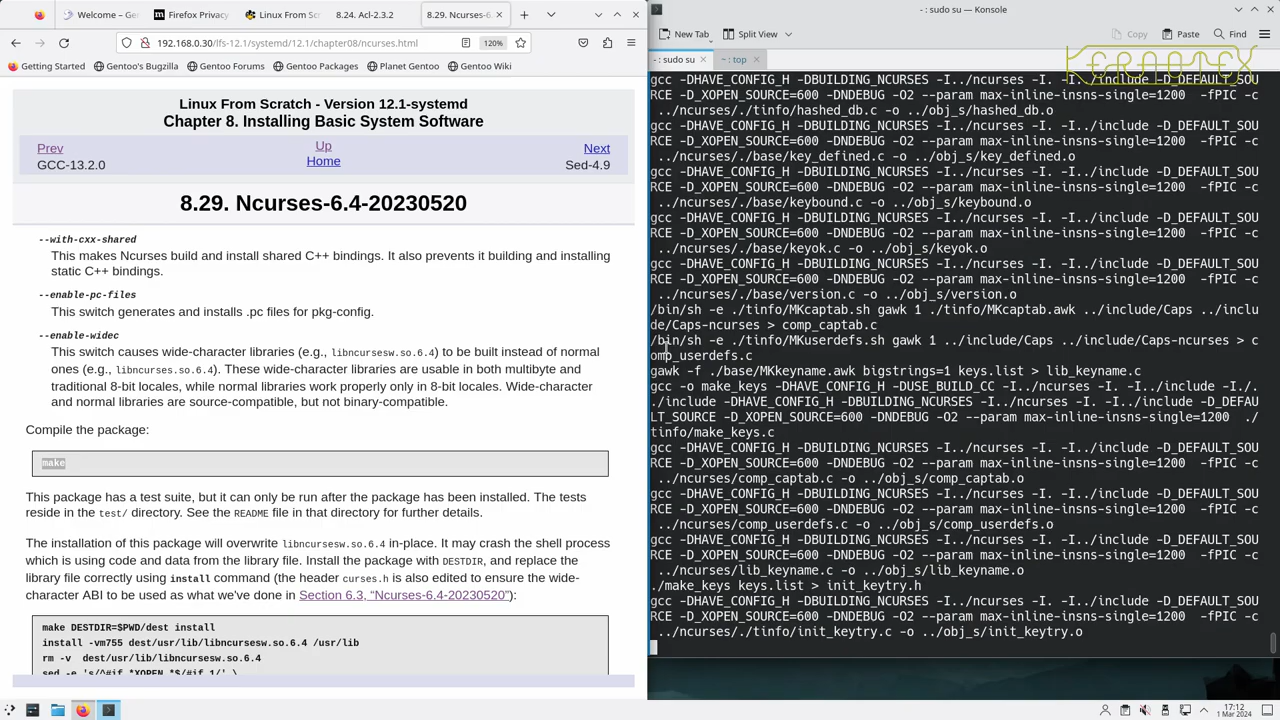 Welcome – Gen
Firefox Privacy
Linux From Scr
8.24. Acl-2.3.2
8.29. Ncurses-6.
192.168.0.30/lfs-12.1/systemd/12.1/chapter08/ncurses.html
120%
Getting Started
Gentoo's Bugzilla
Gentoo Forums
Gentoo Packages
Planet Gentoo
Gentoo Wiki
Linux From Scratch - Version 12.1-systemd
Chapter 8. Installing Basic System Software
Prev
Up
Next
GCC-13.2.0
Home
Sed-4.9
8.29. Ncurses-6.4-20230520
--with-cxx-shared
This makes Ncurses build and install shared C++ bindings. It also prevents it building and installing
static C++ bindings.
--enable-pc-files
This switch generates and installs .pc files for pkg-config.
--enable-widec
This switch causes wide-character libraries (e.g., libncursesw.so.6.4) to be built instead of normal
ones (e.g., libncurses.so.6.4). These wide-character libraries are usable in both multibyte and
traditional 8-bit locales, while normal libraries work properly only in 8-bit locales. Wide-character
and normal libraries are source-compatible, but not binary-compatible.
Compile the package:
make
This package has a test suite, but it can only be run after the package has been installed. The tests
reside in the test/ directory. See the README file in that directory for further details.
The installation of this package will overwrite libncursesw.so.6.4 in-place. It may crash the shell process
which is using code and data from the library file. Install the package with DESTDIR, and replace the
library file correctly using install command (the header curses.h is also edited to ensure the wide-
character ABI to be used as what we've done in Section 6.3, “Ncurses-6.4-20230520”):
make DESTDIR=$PWD/dest install
install -vm755 dest/usr/lib/libncursesw.so.6.4 /usr/lib
rm -v  dest/usr/lib/libncursesw.so.6.4
sed -e 's/^#if.*XOPEN.*$/#if 1/' \
- : sudo su — Konsole
New Tab
Split View
Copy
Paste
Find
- : sudo su
~ : top
KERNOTEX
gcc -DHAVE_CONFIG_H -DBUILDING_NCURSES -I../ncurses -I. -I../include -D_DEFAULT_SOU
RCE -D_XOPEN_SOURCE=600 -DNDEBUG -O2 --param max-inline-insns-single=1200  -fPIC -c
../ncurses/./tinfo/hashed_db.c -o ../obj_s/hashed_db.o
gcc -DHAVE_CONFIG_H -DBUILDING_NCURSES -I../ncurses -I. -I../include -D_DEFAULT_SOU
RCE -D_XOPEN_SOURCE=600 -DNDEBUG -O2 --param max-inline-insns-single=1200  -fPIC -c
../ncurses/./base/key_defined.c -o ../obj_s/key_defined.o
gcc -DHAVE_CONFIG_H -DBUILDING_NCURSES -I../ncurses -I. -I../include -D_DEFAULT_SOU
RCE -D_XOPEN_SOURCE=600 -DNDEBUG -O2 --param max-inline-insns-single=1200  -fPIC -c
../ncurses/./base/keybound.c -o ../obj_s/keybound.o
gcc -DHAVE_CONFIG_H -DBUILDING_NCURSES -I../ncurses -I. -I../include -D_DEFAULT_SOU
RCE -D_XOPEN_SOURCE=600 -DNDEBUG -O2 --param max-inline-insns-single=1200  -fPIC -c
../ncurses/./base/keyok.c -o ../obj_s/keyok.o
gcc -DHAVE_CONFIG_H -DBUILDING_NCURSES -I../ncurses -I. -I../include -D_DEFAULT_SOU
RCE -D_XOPEN_SOURCE=600 -DNDEBUG -O2 --param max-inline-insns-single=1200  -fPIC -c
../ncurses/./base/version.c -o ../obj_s/version.o
/bin/sh -e ./tinfo/MKcaptab.sh gawk 1 ./tinfo/MKcaptab.awk ../include/Caps ../inclu
de/Caps-ncurses > comp_captab.c
/bin/sh -e ./tinfo/MKuserdefs.sh gawk 1 ../include/Caps ../include/Caps-ncurses > c
omp_userdefs.c
gawk -f ./base/MKkeyname.awk bigstrings=1 keys.list > lib_keyname.c
gcc -o make_keys -DHAVE_CONFIG_H -DUSE_BUILD_CC -I../ncurses -I. -I../include -I/.
./include -DHAVE_CONFIG_H -DBUILDING_NCURSES -I../ncurses -I. -I../include -D_DEFAU
LT_SOURCE -D_XOPEN_SOURCE=600 -DNDEBUG -O2 --param max-inline-insns-single=1200  ./
tinfo/make_keys.c
gcc -DHAVE_CONFIG_H -DBUILDING_NCURSES -I../ncurses -I. -I../include -D_DEFAULT_SOU
RCE -D_XOPEN_SOURCE=600 -DNDEBUG -O2 --param max-inline-insns-single=1200  -fPIC -c
../ncurses/comp_captab.c -o ../obj_s/comp_captab.o
gcc -DHAVE_CONFIG_H -DBUILDING_NCURSES -I../ncurses -I. -I../include -D_DEFAULT_SOU
RCE -D_XOPEN_SOURCE=600 -DNDEBUG -O2 --param max-inline-insns-single=1200  -fPIC -c
../ncurses/comp_userdefs.c -o ../obj_s/comp_userdefs.o
gcc -DHAVE_CONFIG_H -DBUILDING_NCURSES -I../ncurses -I. -I../include -D_DEFAULT_SOU
RCE -D_XOPEN_SOURCE=600 -DNDEBUG -O2 --param max-inline-insns-single=1200  -fPIC -c
../ncurses/lib_keyname.c -o ../obj_s/lib_keyname.o
./make_keys keys.list > init_keytry.h
gcc -DHAVE_CONFIG_H -DBUILDING_NCURSES -I../ncurses -I. -I../include -D_DEFAULT_SOU
RCE -D_XOPEN_SOURCE=600 -DNDEBUG -O2 --param max-inline-insns-single=1200  -fPIC -c
../ncurses/./tinfo/init_keytry.c -o ../obj_s/init_keytry.o
17:12
1 Mar 2024